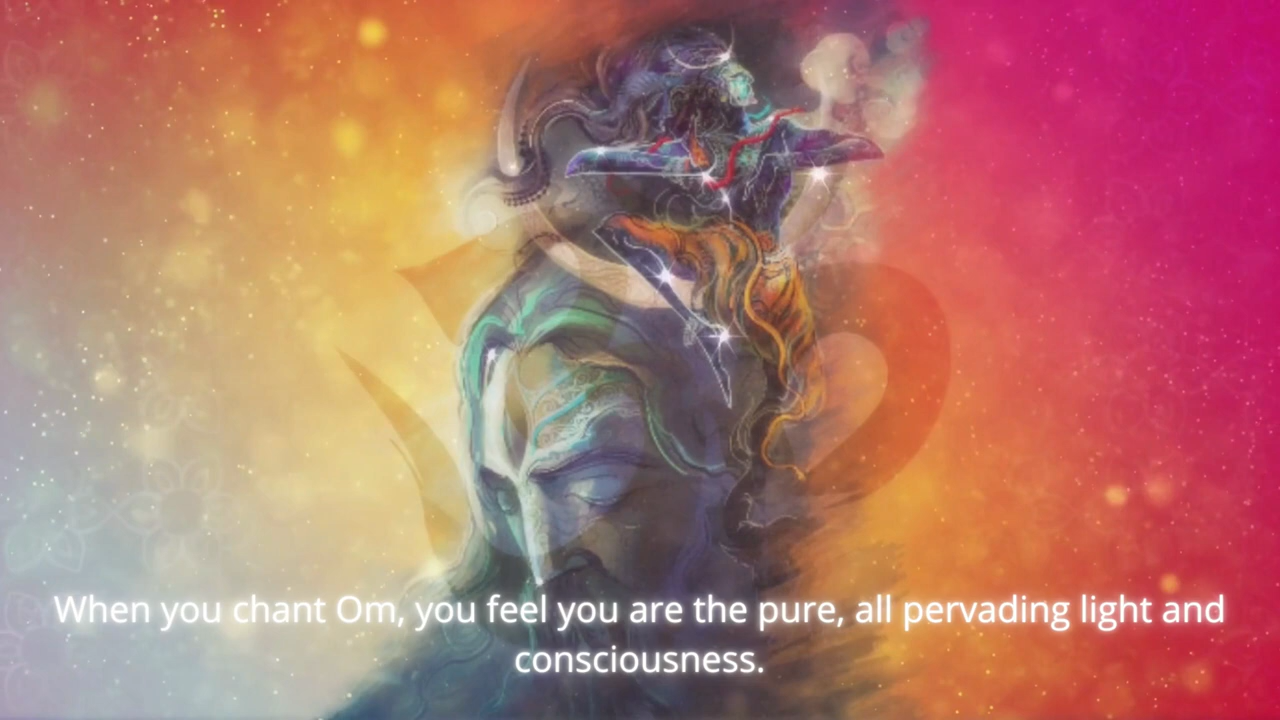 When you chant Om, you feel you are the pure, all pervading light and
consciousness.